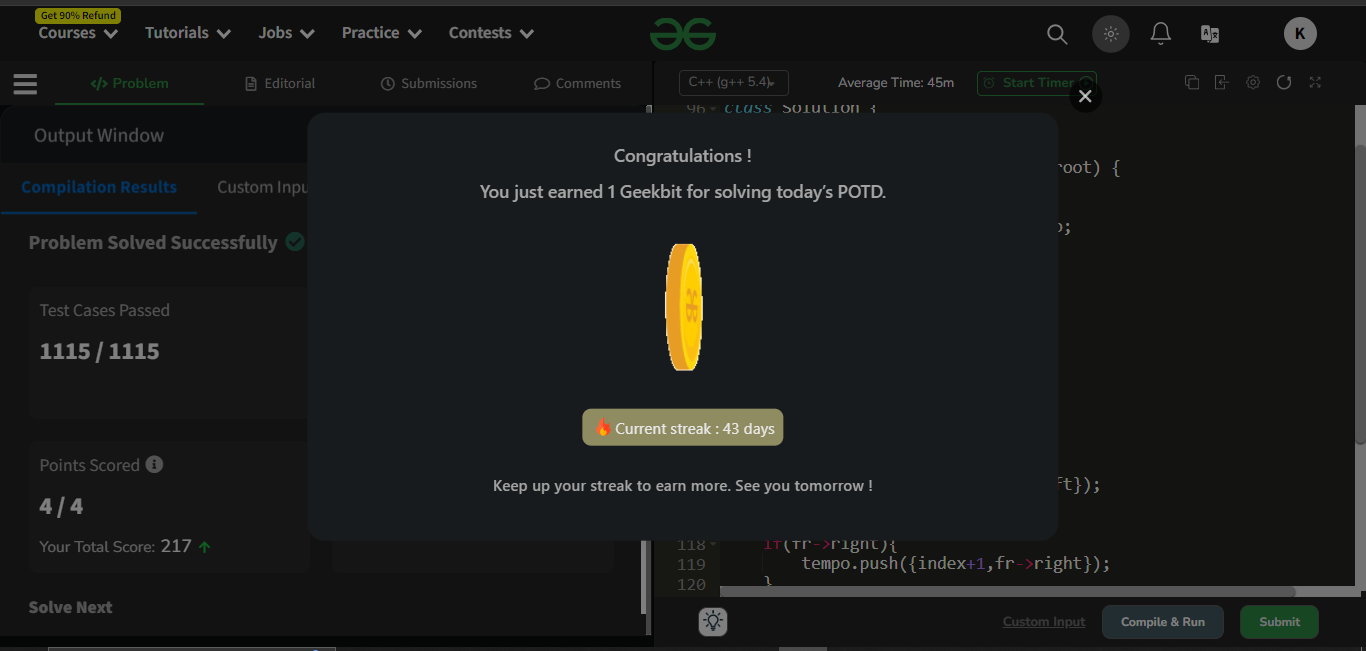 Get 90% Refund
Courses Tutorials Jobs Practice Contests K
</> Problem Editorial Submissions Comments
C++ (g++ 5.4) Average Time: 45m Start Timer
Output Window
Compilation Results Custom Inpu
Problem Solved Successfully
Test Cases Passed
1115 / 1115
Points Scored
4 / 4
Your Total Score: 217
Solve Next
Congratulations !
You just earned 1 Geekbit for solving today's POTD.
Current streak : 43 days
Keep up your streak to earn more. See you tomorrow !
96 class Solution {
root) {
;
ft});
118 if(fr->right){
119 tempo.push({index+1,fr->right});
120 }
Custom Input Compile & Run Submit